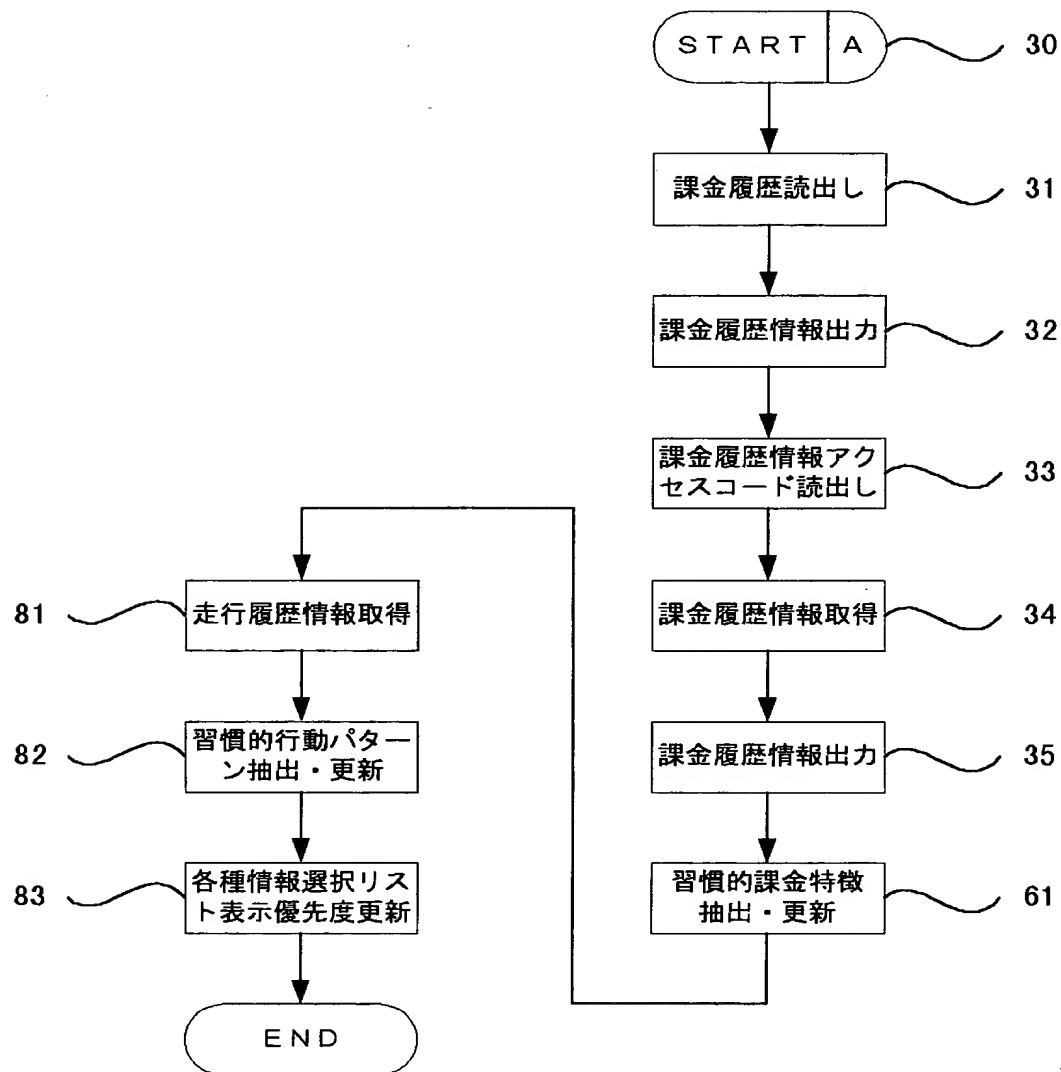 START A
30
課金履歴読出し
31
課金履歴情報出力
32
課金履歴情報アク
セスコード読出し
33
課金履歴情報取得
34
課金履歴情報出力
35
習慣的課金特徴
抽出・更新
61
81
走行履歴情報取得
82
習慣的行動パター
ン抽出・更新
83
各種情報選択リス
ト表示優先度更新
END